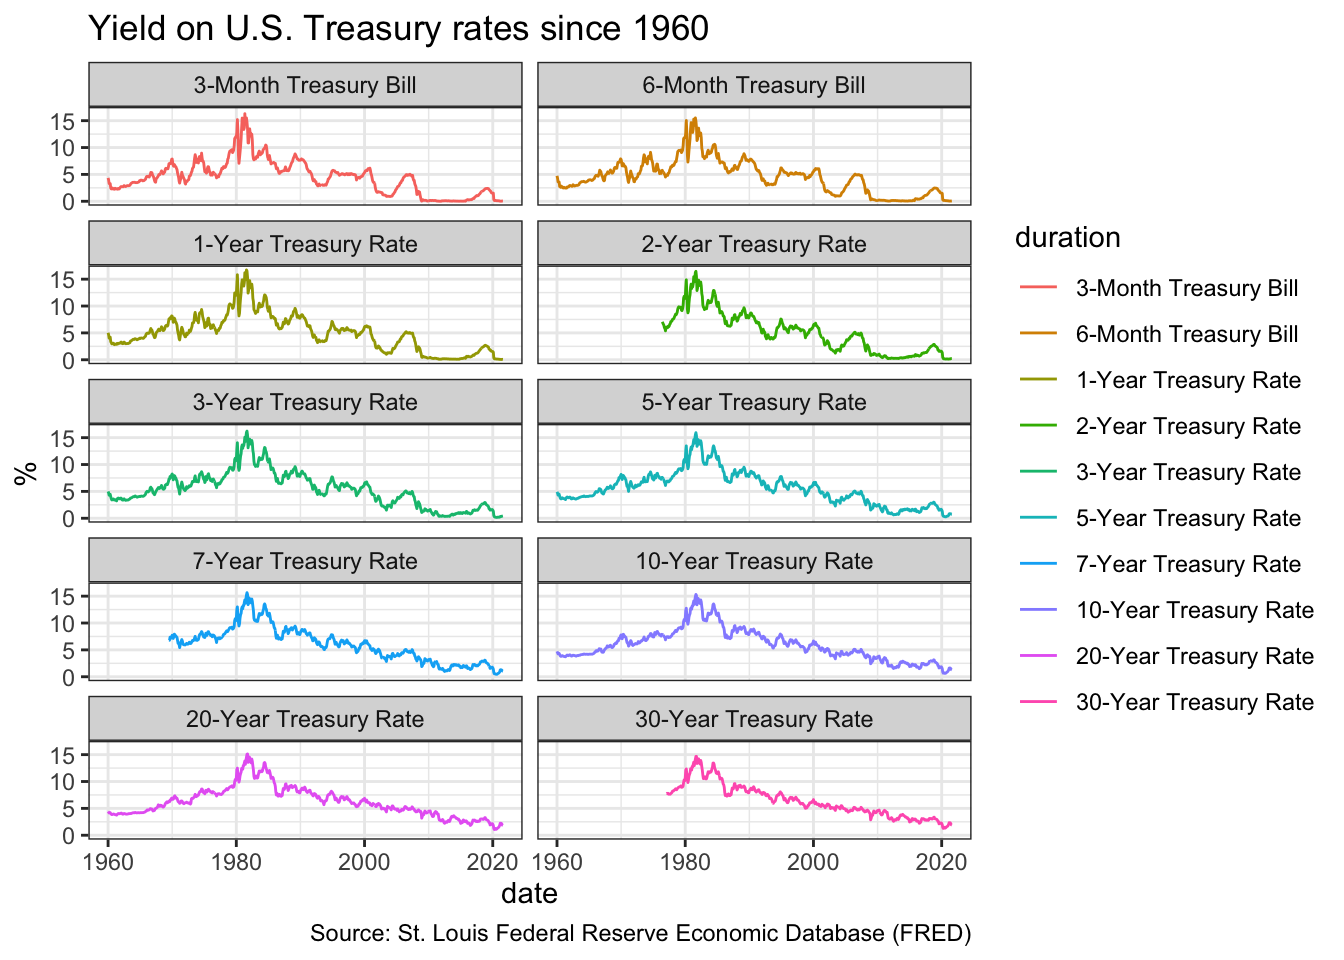 Yield on U.S. Treasury rates since 1960
3-Month Treasury Bill
6-Month Treasury Bill
15
10
5
0
1-Year Treasury Rate
2-Year Treasury Rate
15
10
5
0
3-Year Treasury Rate
5-Year Treasury Rate
15
10
5
0
7-Year Treasury Rate
10-Year Treasury Rate
15
10
5
0
20-Year Treasury Rate
30-Year Treasury Rate
15
10
5
0
%
1960 1980 2000 2020
1960 1980 2000 2020
date
Source: St. Louis Federal Reserve Economic Database (FRED)
duration
3-Month Treasury Bill
6-Month Treasury Bill
1-Year Treasury Rate
2-Year Treasury Rate
3-Year Treasury Rate
5-Year Treasury Rate
7-Year Treasury Rate
10-Year Treasury Rate
20-Year Treasury Rate
30-Year Treasury Rate